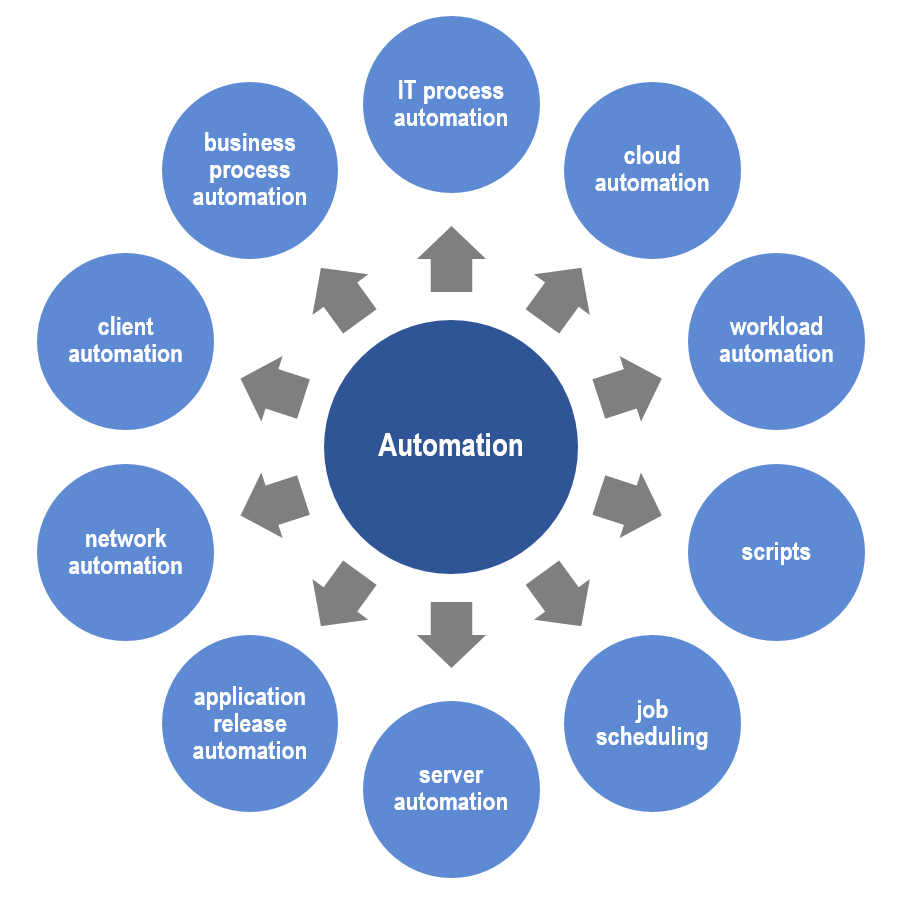 IT process
automation
cloud
automation
workload
automation
scripts
job
scheduling
server
automation
application
release
automation
network
automation
client
automation
business
process
automation
Automation